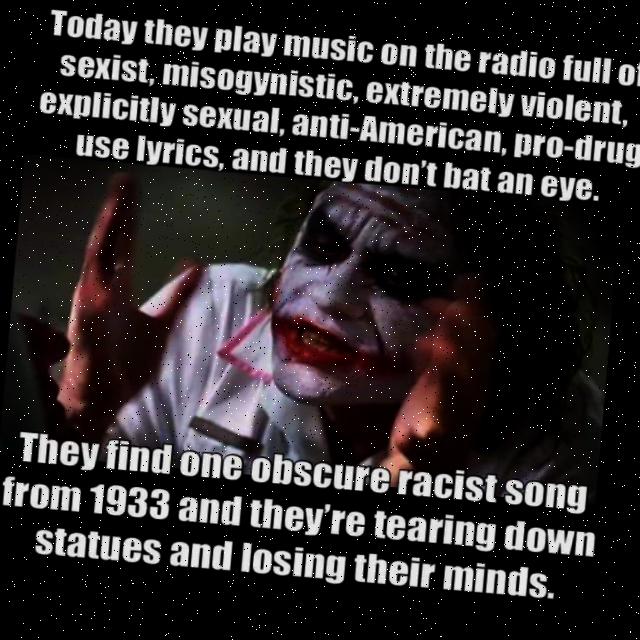 Today they play music on the radio full of
sexist, misogynistic, extremely violent,
explicitly sexual, anti-American, pro-drug
use lyrics, and they don't bat an eye.
They find one obscure racist song
from 1933 and they're tearing down
statues and losing their minds.